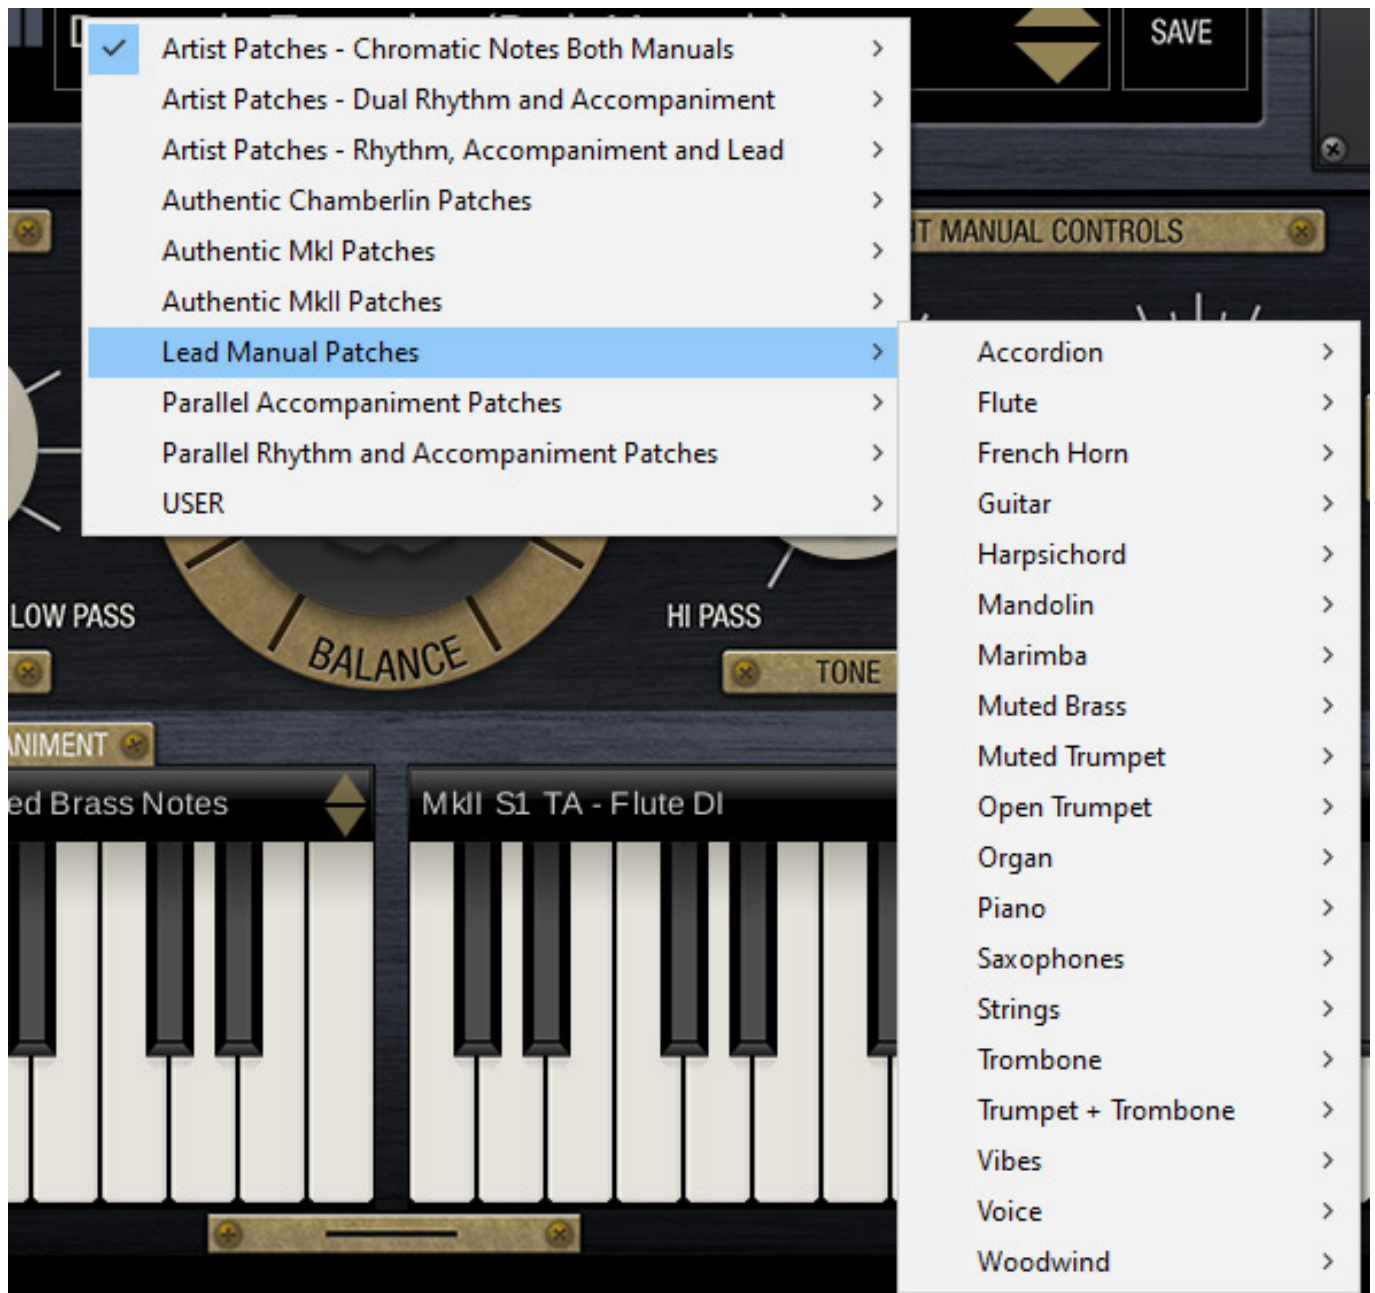 SAVE
Artist Patches - Chromatic Notes Both Manuals
Artist Patches - Dual Rhythm and Accompaniment
Artist Patches - Rhythm, Accompaniment and Lead
Authentic Chamberlin Patches
Authentic MkI Patches
Authentic MkII Patches
Lead Manual Patches
Parallel Accompaniment Patches
Parallel Rhythm and Accompaniment Patches
USER
HT MANUAL CONTROLS
Accordion
Flute
French Horn
Guitar
Harpsichord
Mandolin
Marimba
Muted Brass
Muted Trumpet
Open Trumpet
Organ
Piano
Saxophones
Strings
Trombone
Trumpet + Trombone
Vibes
Voice
Woodwind
LOW PASS
BALANCE
HI PASS
TONE
ANIMENT
ed Brass Notes
MkII S1 TA - Flute DI